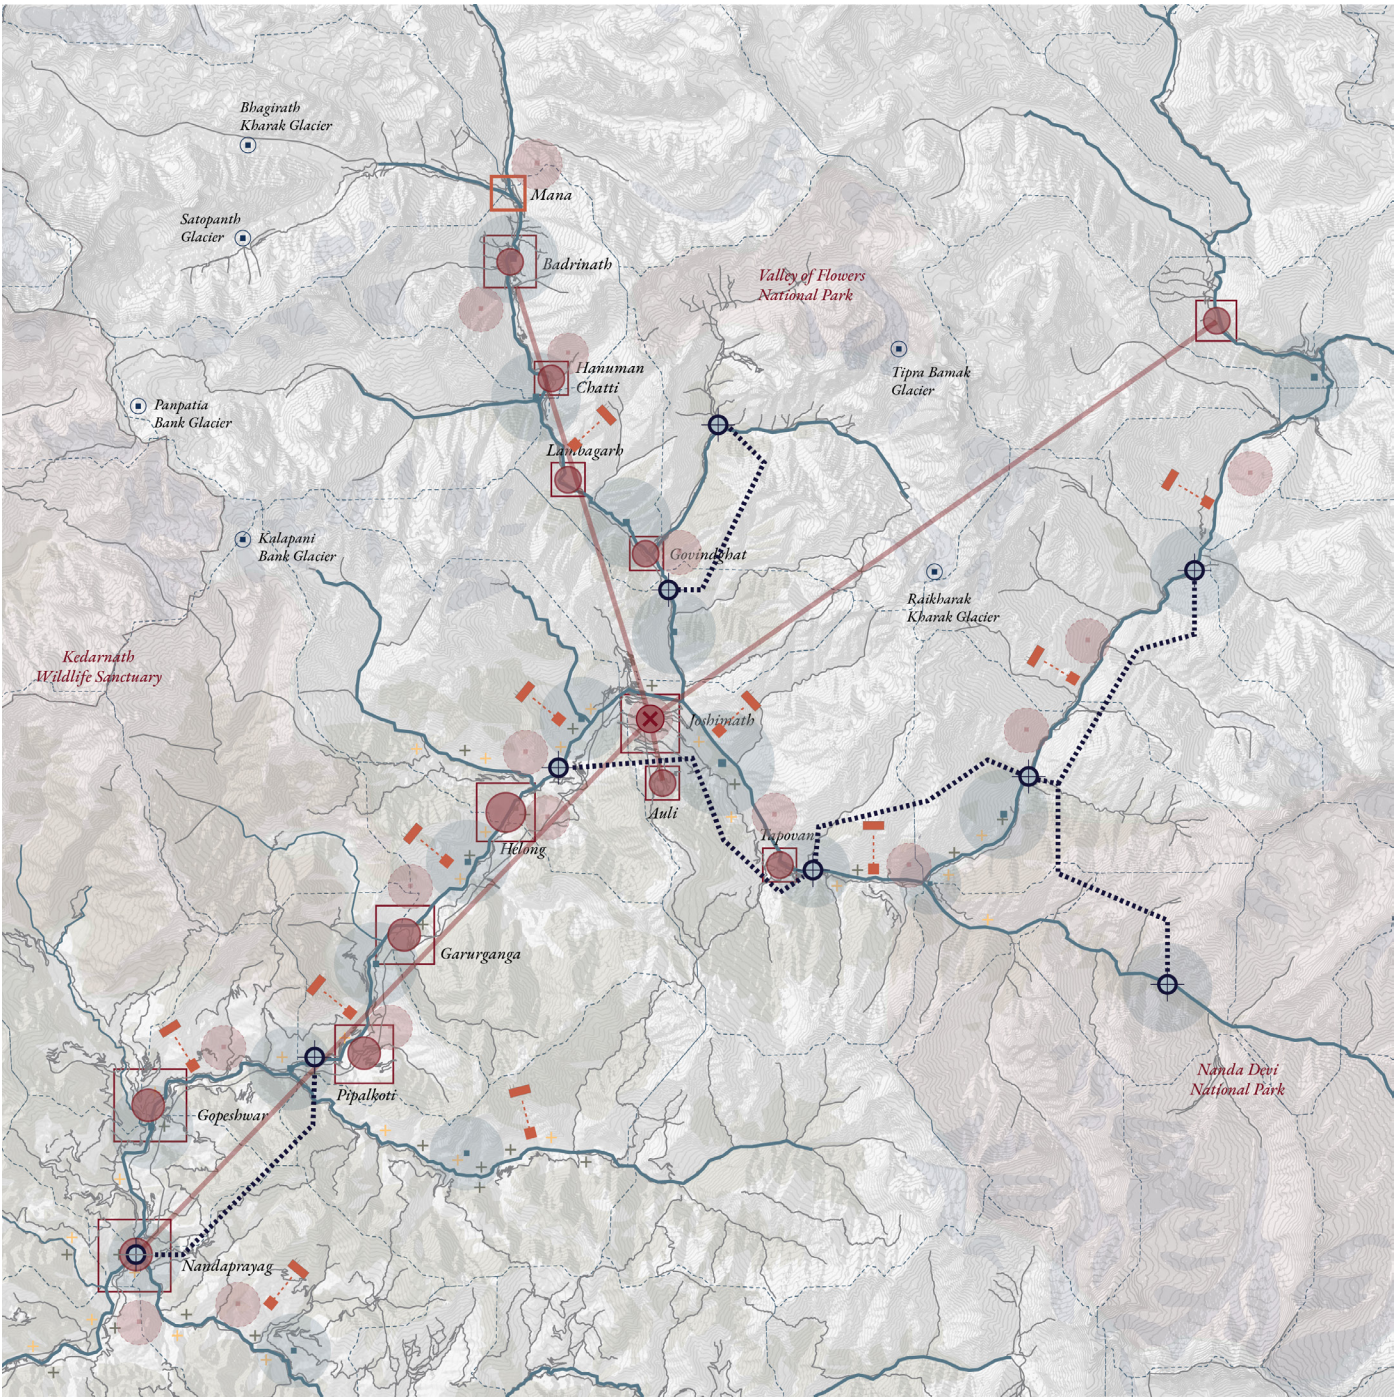 Bhagirath
Kharak Glacier
Mana
Satopanth
Glacier
Badrinath
Valley of Flowers
National Park
Hanuman
Chatti
Tipra Bamak
Glacier
Panpatia
Bank Glacier
Lambagarh
Kalapani
Bank Glacier
Govindghat
Raikharak
Kharak Glacier
Kedarnath
Wildlife Sanctuary
Joshimath
Auli
Tapovan
Helong
Garurganga
Pipalkoti
Nanda Devi
National Park
Gopeshwar
Nandaprayag